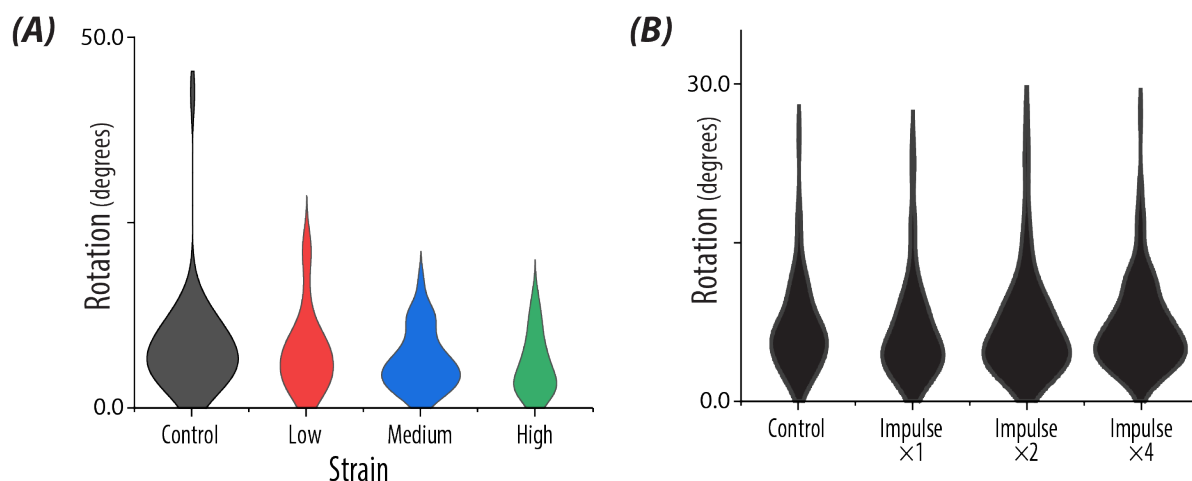 (A)
50.0
Rotation (degrees)
0.0
Control
Low
Medium
High
Strain
(B)
30.0
Rotation (degrees)
0.0
Control
Impulse
×1
Impulse
×2
Impulse
×4